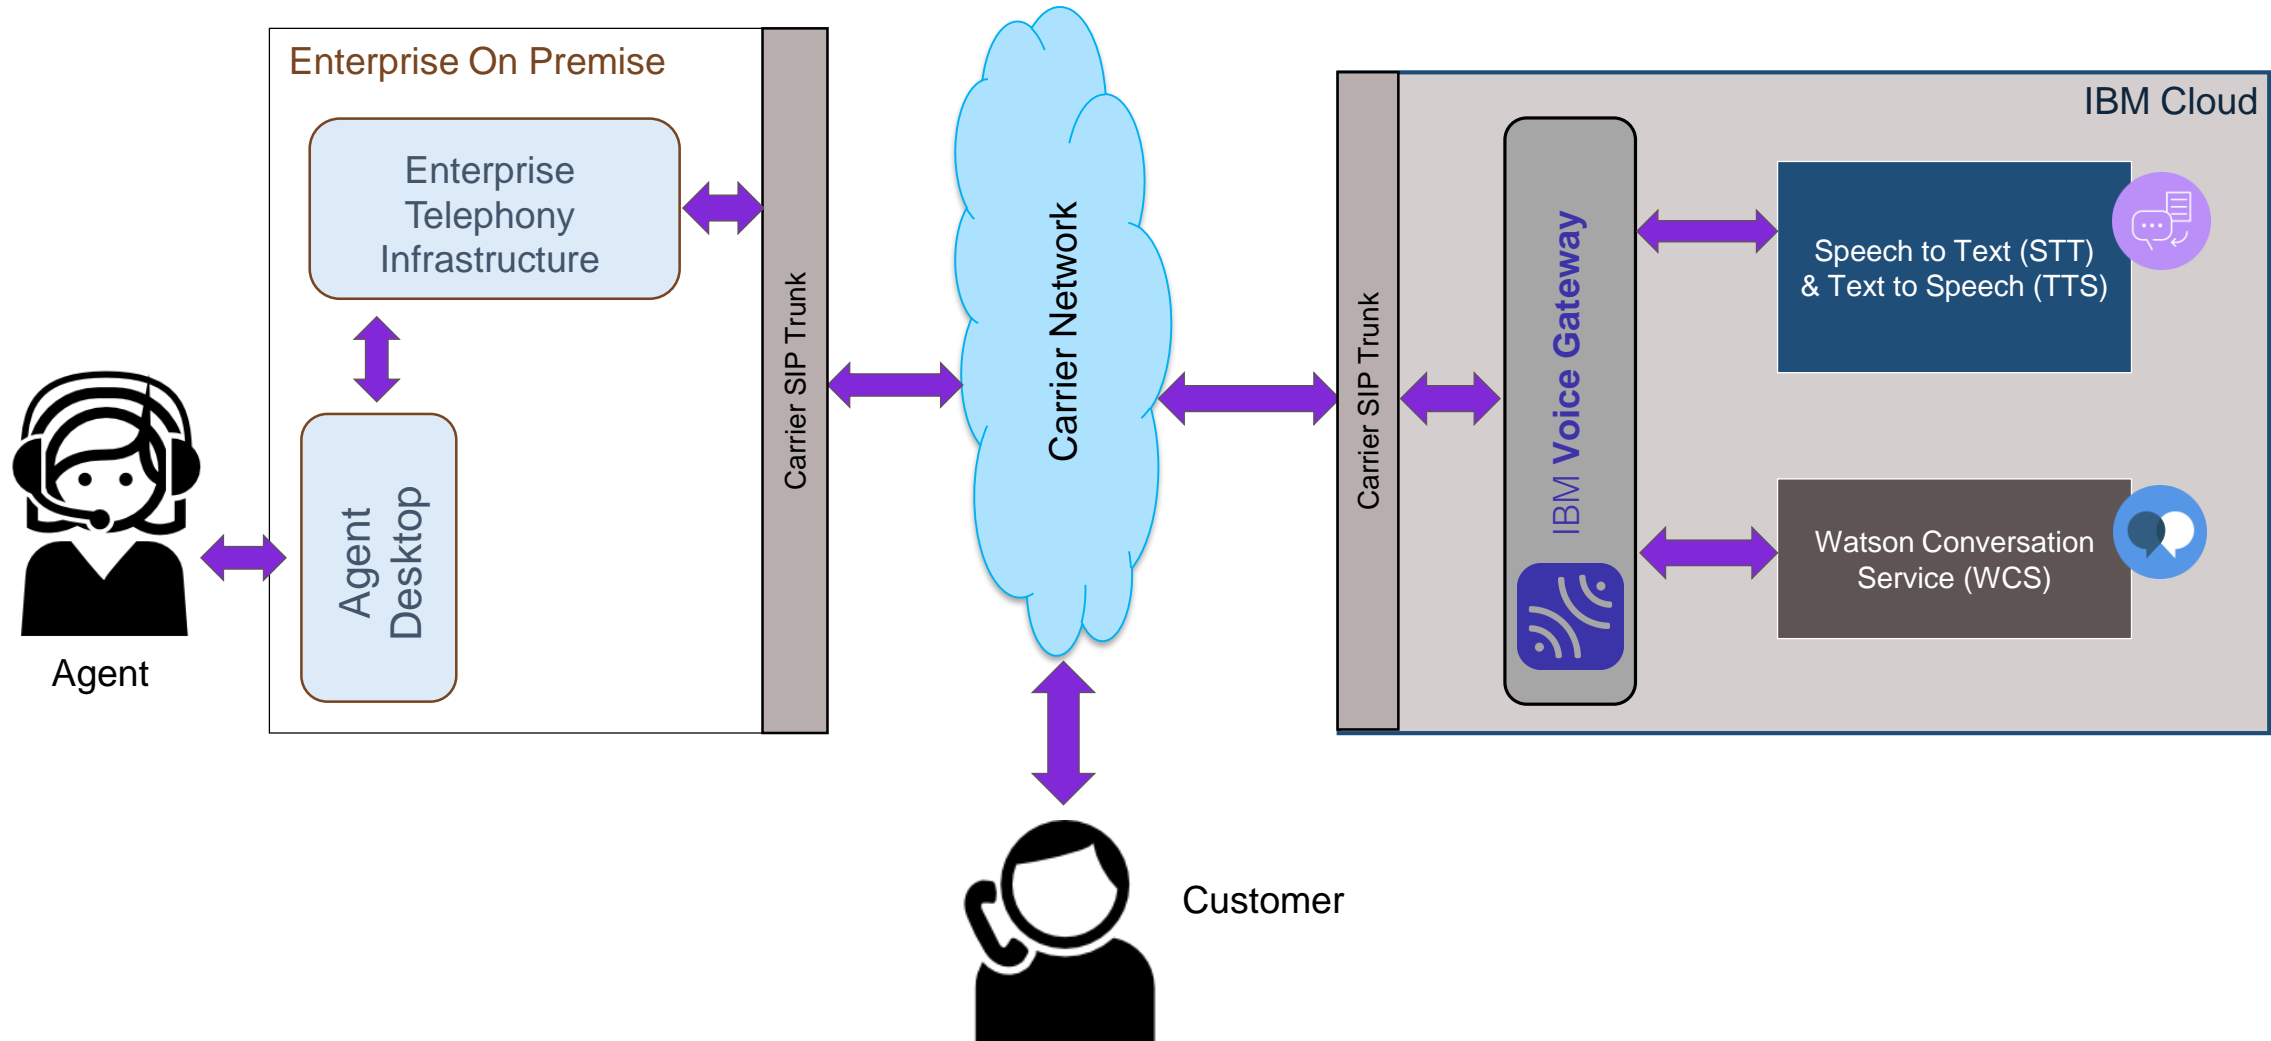 Enterprise On Premise
Enterprise
Telephony
Infrastructure
Agent
Desktop
Agent
Carrier SIP Trunk
Carrier Network
Customer
Carrier SIP Trunk
IBM Cloud
IBM Voice Gateway
Speech to Text (STT)
& Text to Speech (TTS)
Watson Conversation
Service (WCS)